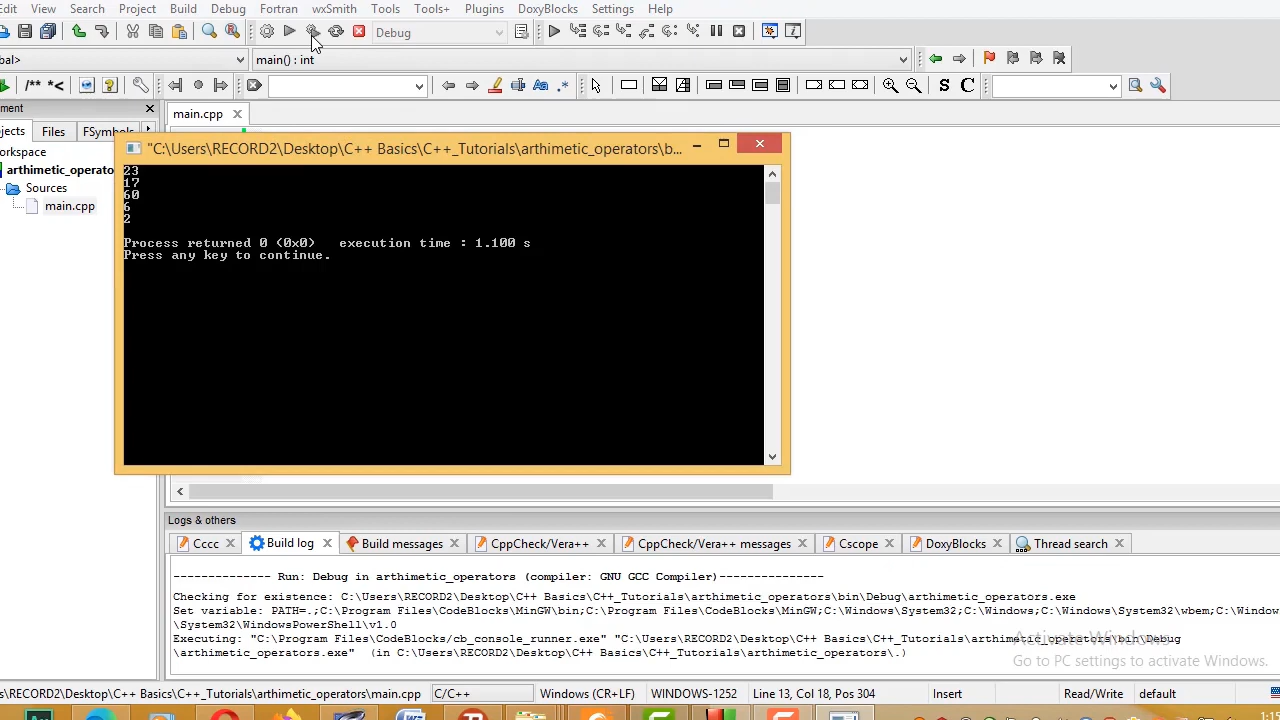 Edit View Search Project Build Debug Fortran wxSmith Tools Tools+ Plugins DoxyBlocks Settings Help
Debug
bal> main() : int
/** *< S C
ment main.cpp
ojects Files FSymbols
orkspace
arthimetic_operato
Sources
main.cpp
"C:\Users\RECORD2\Desktop\C++ Basics\C++_Tutorials\arthimetic_operators\b...
23
17
60
6
2
Process returned 0 (0x0) execution time : 1.100 s
Press any key to continue.
Logs & others
Cccc Build log Build messages CppCheck/Vera++ CppCheck/Vera++ messages Cscope DoxyBlocks Thread search
-------------- Run: Debug in arthimetic_operators (compiler: GNU GCC Compiler)---------------
Checking for existence: C:\Users\RECORD2\Desktop\C++ Basics\C++_Tutorials\arthimetic_operators\bin\Debug\arthimetic_operators.exe
Set variable: PATH=.;C:\Program Files\CodeBlocks\MinGW\bin;C:\Program Files\CodeBlocks\MinGW;C:\Windows\System32;C:\Windows;C:\Windows\System32\wbem;C:\Window
\System32\WindowsPowerShell\v1.0
Executing: "C:\Program Files\CodeBlocks/cb_console_runner.exe" "C:\Users\RECORD2\Desktop\C++ Basics\C++_Tutorials\arthimetic_operators\bin\Debug
\arthimetic_operators.exe" (in C:\Users\RECORD2\Desktop\C++ Basics\C++_Tutorials\arthimetic_operators\.)
Activate Windows
Go to PC settings to activate Windows.
s\RECORD2\Desktop\C++ Basics\C++_Tutorials\arthimetic_operators\main.cpp C/C++ Windows (CR+LF) WINDOWS-1252 Line 13, Col 18, Pos 304 Insert Read/Write default